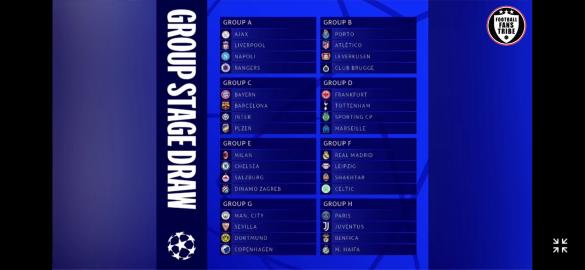 GROUP STAGE DRAW
GROUP A
AJAX
LIVERPOOL
NAPOLI
RANGERS
GROUP B
PORTO
ATLÉTICO
LEVERKUSEN
CLUB BRUGGE
GROUP C
BAYERN
BARCELONA
INTER
PLZEŇ
GROUP D
FRANKFURT
TOTTENHAM
SPORTING CP
MARSEILLE
GROUP E
MILAN
CHELSEA
SALZBURG
DINAMO ZAGREB
GROUP F
REAL MADRID
LEIPZIG
SHAKHTAR
CELTIC
GROUP G
MAN. CITY
SEVILLA
DORTMUND
COPENHAGEN
GROUP H
PARIS
JUVENTUS
BENFICA
M. HAIFA
FOOTBALL
FANS
TRIBE